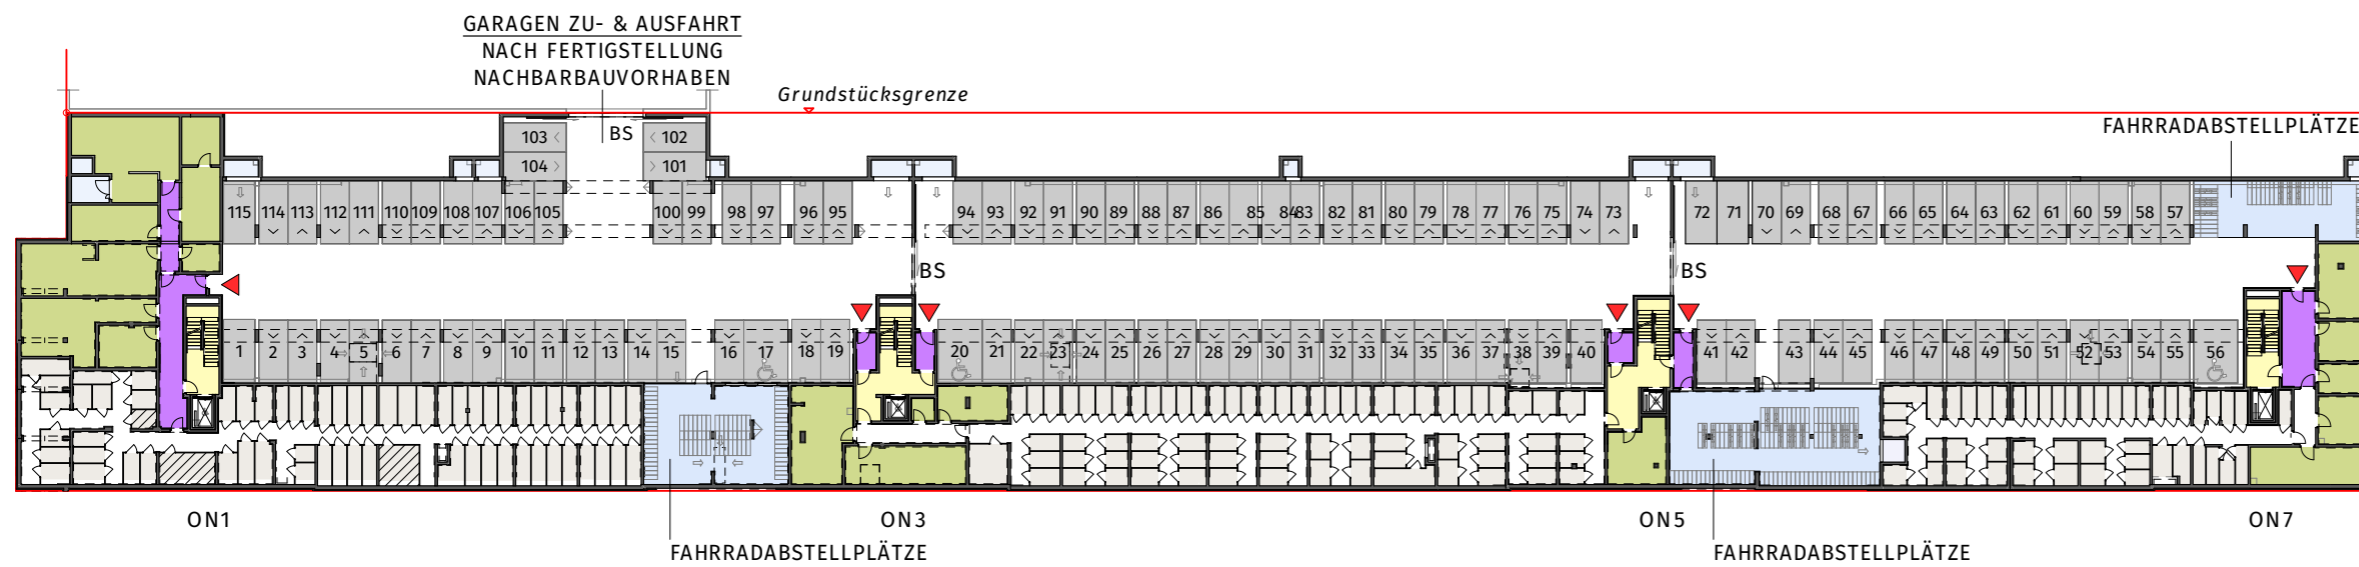 GARAGEN ZU- & AUSFAHRT
NACH FERTIGSTELLUNG
NACHBARBAUVORHABEN
Grundstücksgrenze
FAHRRADABSTELLPLÄTZE
103 BS 102
104 101
115 114 113 112 111 110 109 108 107 106 105 100 99 98 97 96 95 94 93 92 91 90 89 88 87 86 85 84 83 82 81 80 79 78 77 76 75 74 73 72 71 70 69 68 67 66 65 64 63 62 61 60 59 58 57
BS BS
1 2 3 4 5 6 7 8 9 10 11 12 13 14 15 16 17 18 19 20 21 22 23 24 25 26 27 28 29 30 31 32 33 34 35 36 37 38 39 40 41 42 43 44 45 46 47 48 49 50 51 52 53 54 55 56
ON1 ON3 ON5 ON7
FAHRRADABSTELLPLÄTZE FAHRRADABSTELLPLÄTZE